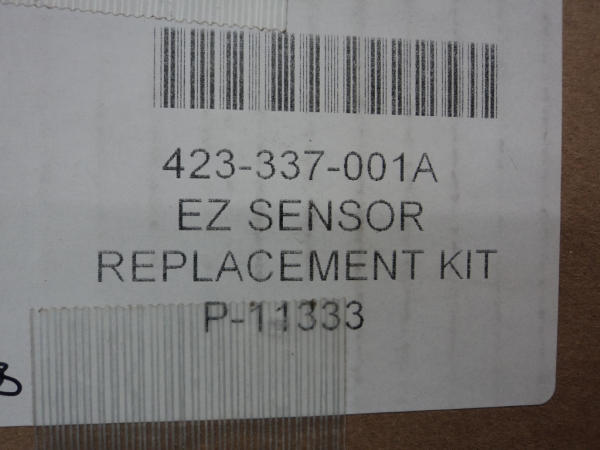 423-337-001A
EZ SENSOR
REPLACEMENT KIT
P-11333